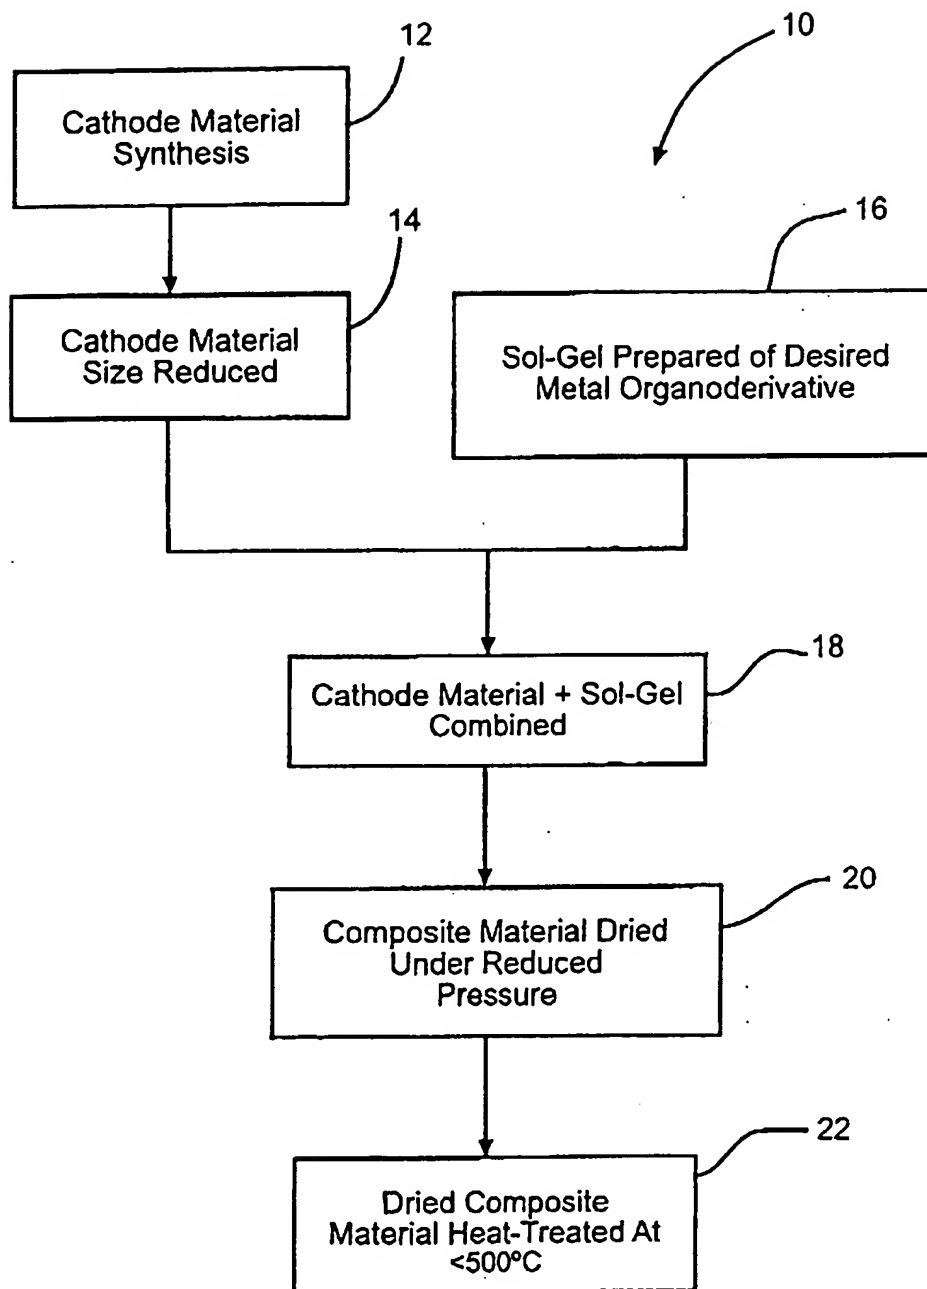 10
12
Cathode Material
Synthesis
14
Cathode Material
Size Reduced
16
Sol-Gel Prepared of Desired
Metal Organoderivative
18
Cathode Material + Sol-Gel
Combined
20
Composite Material Dried
Under Reduced
Pressure
22
Dried Composite
Material Heat-Treated At
<500°C